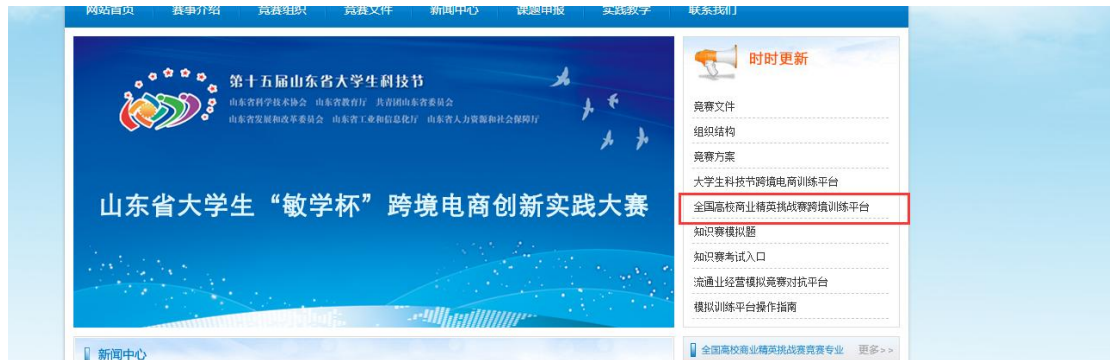 网站首页 赛事介绍 竞赛组织 竞赛文件 新闻中心 课题申报 实践教学 联系我们
第十五届山东省大学生科技节
山东省科学技术协会 山东省教育厅 共青团山东省委员会
山东省发展和改革委员会 山东省工业和信息化厅 山东省人力资源和社会保障厅
山东省大学生“敏学杯”跨境电商创新实践大赛
时时更新
竞赛文件
组织结构
竞赛方案
大学生科技节跨境电商训练平台
全国高校商业精英挑战赛跨境训练平台
知识赛模拟题
知识赛考试入口
流通业经营模拟竞赛对抗平台
模拟训练平台操作指南
新闻中心
全国高校商业精英挑战赛竞赛专业 更多>>